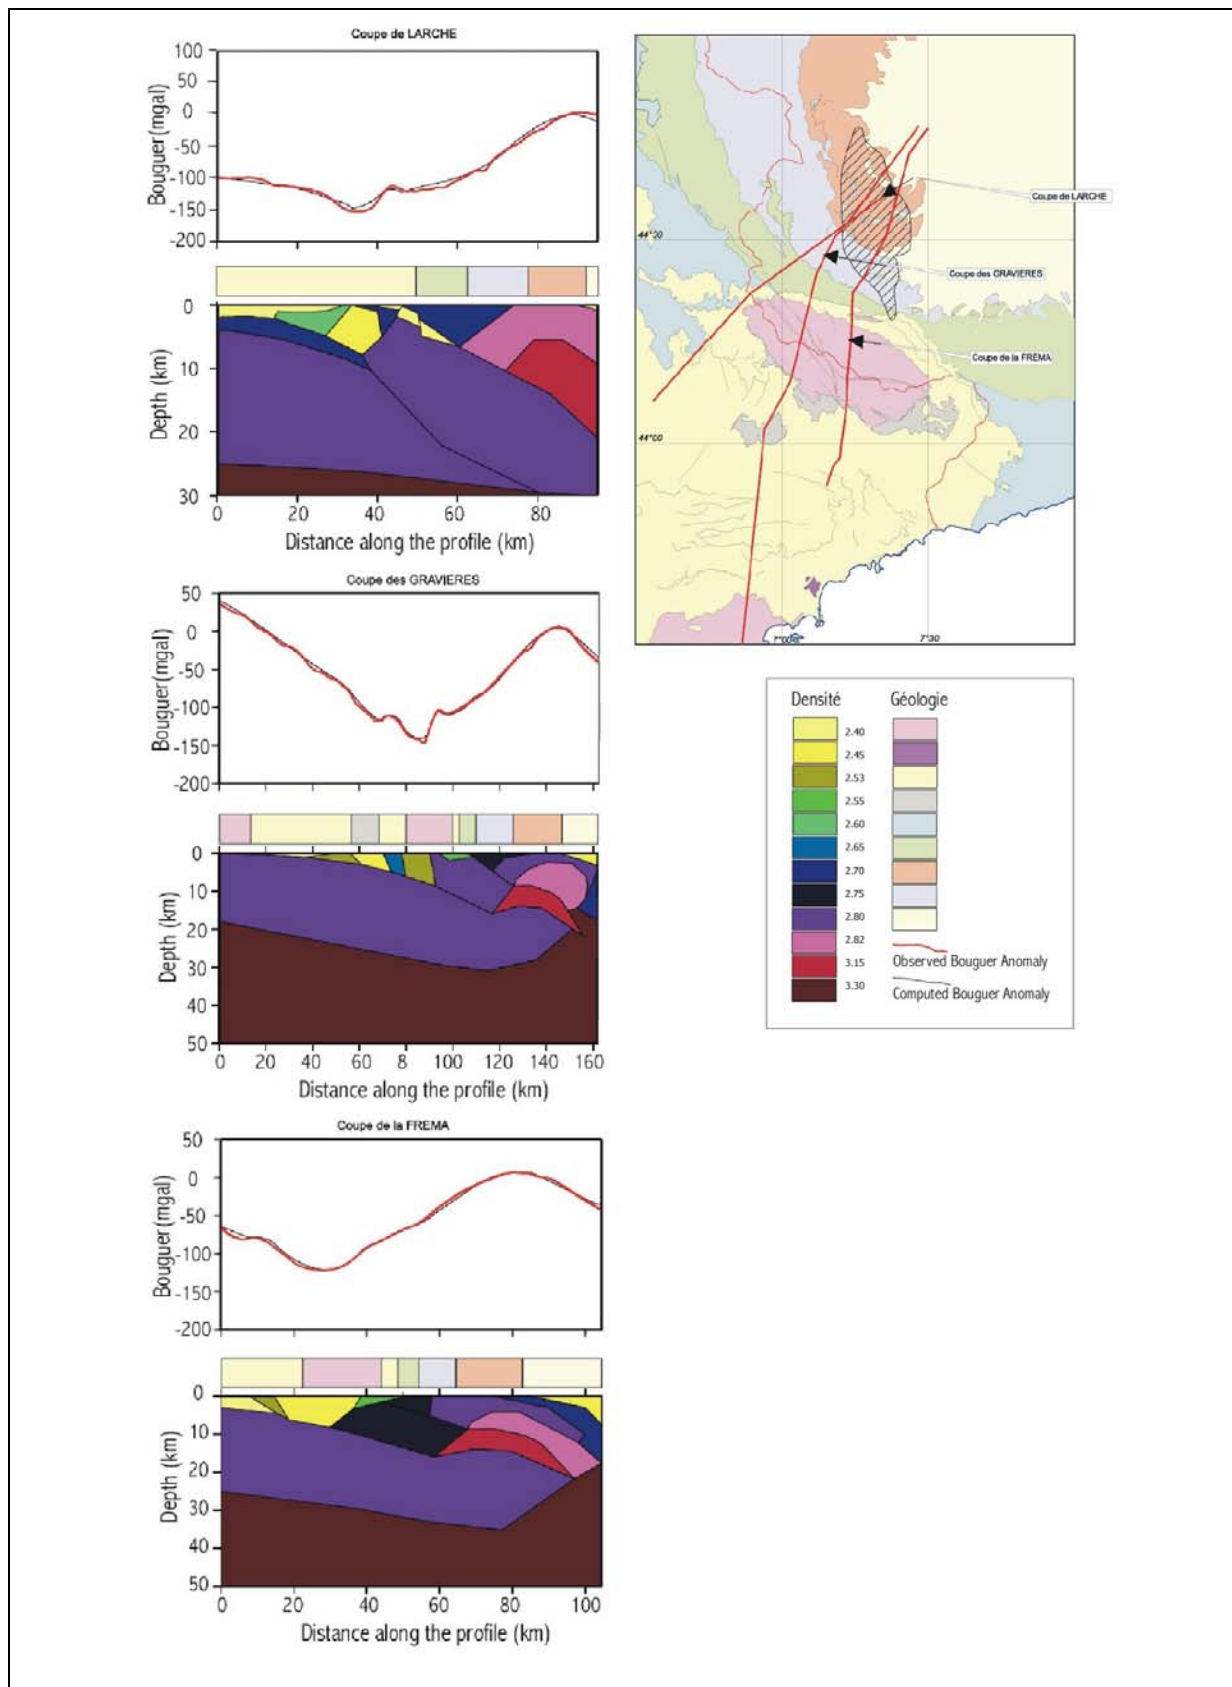 Coupe de LARCHE
100
50
0
-50
-100
-150
-200
Bouguer (mgal)
0
10
20
30
Depth (km)
0 20 40 60 80
Distance along the profile (km)
Coupe des GRAVIERES
50
0
-50
-100
-150
-200
Bouguer (mgal)
0
10
20
30
40
50
Depth (km)
0 20 40 60 8 100 120 140 160
Distance along the profile (km)
Coupe de la FREMA
50
0
-50
-100
-150
-200
Bouguer (mgal)
0
10
20
30
40
50
Depth (km)
0 20 40 60 80 100
Distance along the profile (km)
Coupe de LARCHE
Coupe des GRAVIERES
Coupe de la FREMA
44°00
7°30
Densité Géologie
2.40
2.45
2.53
2.55
2.60
2.65
2.70
2.75
2.80
2.82
3.15
3.30
Observed Bouguer Anomaly
Computed Bouguer Anomaly